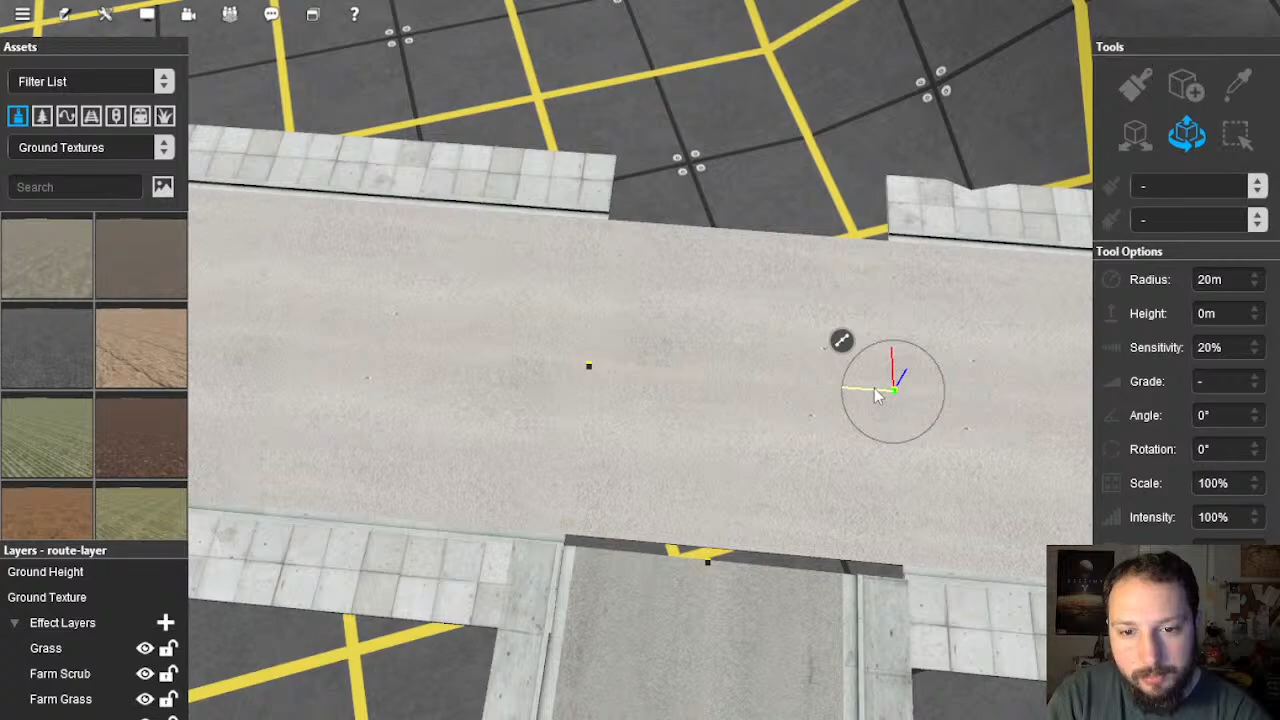 ?
Assets
Tools
Filter List
Ground Textures
Search
-
-
Tool Options
Radius: 20m
Height: 0m
Sensitivity: 20%
Grade: -
Angle: 0°
Rotation: 0°
Scale: 100%
Intensity: 100%
Layers - route-layer
Ground Height
Ground Texture
Effect Layers
Grass
Farm Scrub
Farm Grass